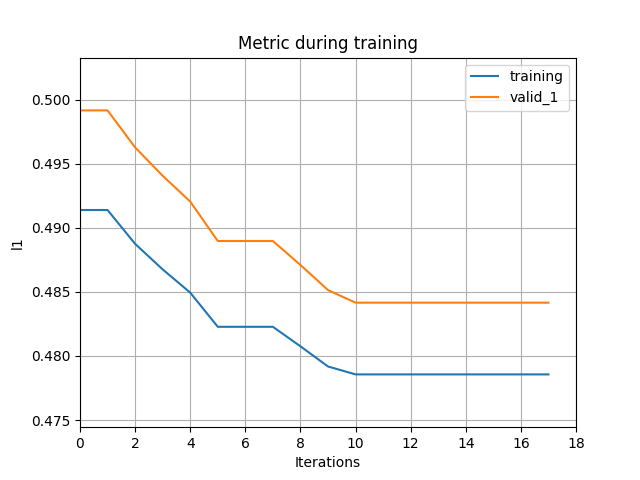 Metric during training
training
valid_1
0.500
0.495
0.490
0.485
0.480
0.475
l1
0 2 4 6 8 10 12 14 16 18
Iterations